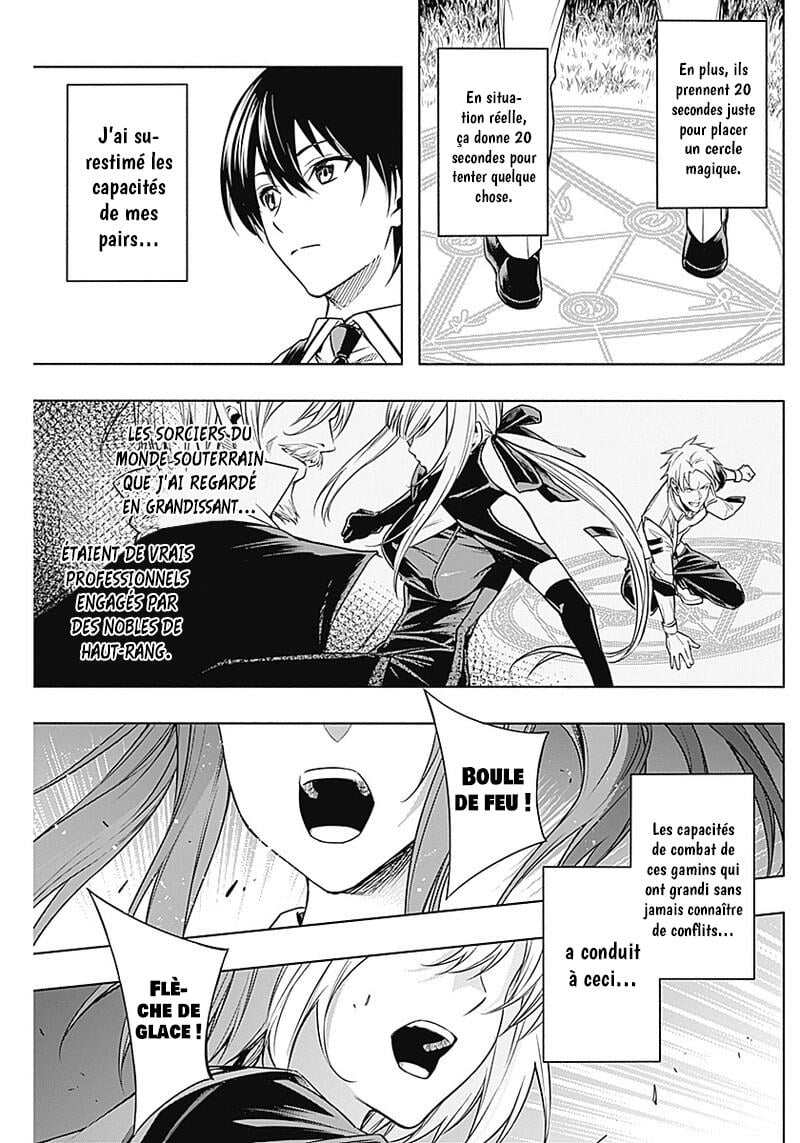 En plus, ils
prennent 20
secondes juste
pour placer
un cercle
magique.
En situa-
tion réelle,
ça donne 20
secondes pour
tenter quelque
chose.
J'ai su-
restimé les
capacités
de mes
pairs...
LES SORCIERS DU
MONDE SOUTERRAIN
QUE J'AI REGARDÉ
EN GRANDISSANT...
ÉTAIENT DE VRAIS
PROFESSIONNELS
ENGAGÉS PAR
DES NOBLES DE
HAUT-RANG.
BOULE
DE FEU !
Les capacités
de combat de
ces gamins qui
ont grandi sans
jamais connaître
de conflits...
a conduit
à ceci...
FLÈ-
CHE DE
GLACE !